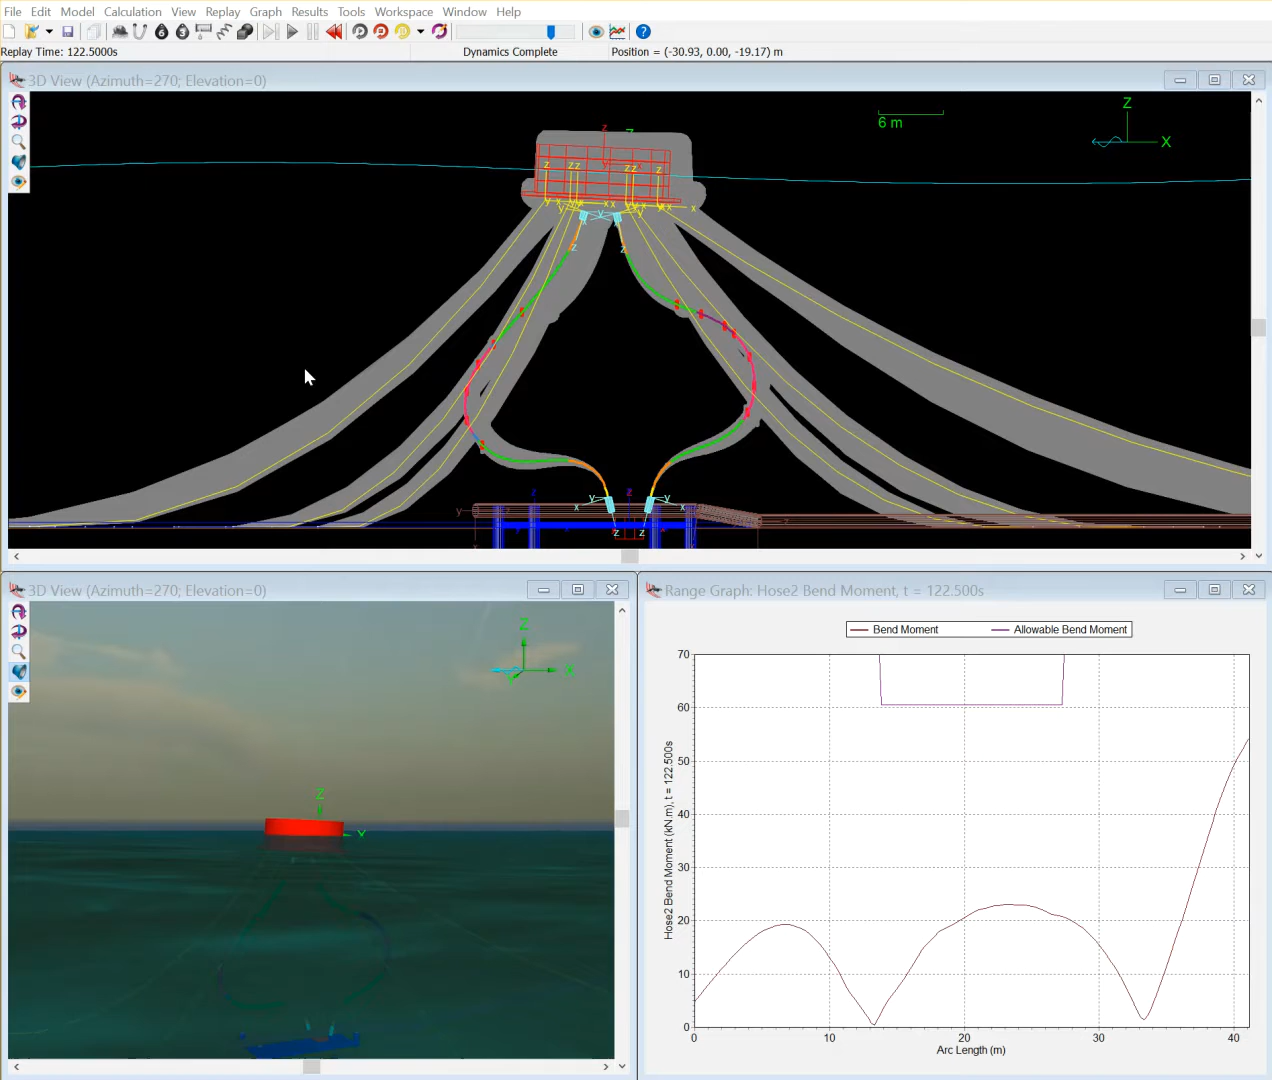 File Edit Model Calculation View Replay Graph Results Tools Workspace Window Help
Replay Time: 122.5000s Dynamics Complete Position = (-30.93, 0.00, -19.17) m
3D View (Azimuth=270; Elevation=0)
6 m
Z
X
3D View (Azimuth=270; Elevation=0)
Z
X
Z
Range Graph: Hose2 Bend Moment, t = 122.500s
Bend Moment Allowable Bend Moment
Hose2 Bend Moment (kN.m), t = 122.500s
70
60
50
40
30
20
10
0
0 10 20 30 40
Arc Length (m)